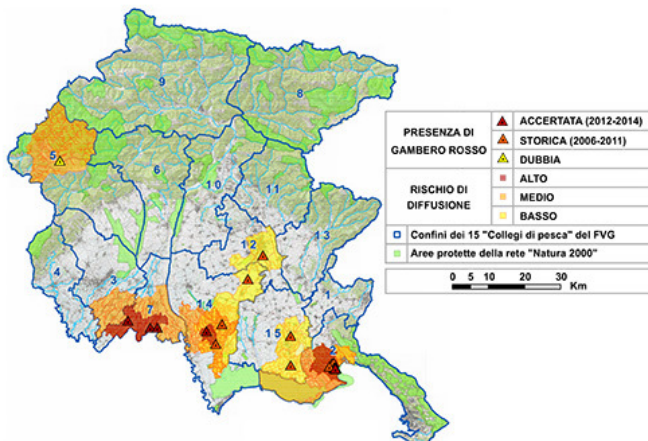 9
8
5
6
10
11
12
13
4
3
7
14
15
1
2
PRESENZA DI
GAMBERO ROSSO
ACCERTATA (2012-2014)
STORICA (2006-2011)
DUBBIA
RISCHIO DI
DIFFUSIONE
ALTO
MEDIO
BASSO
Confini dei 15 "Collegi di pesca" del FVG
Aree protette della rete "Natura 2000"
0 5 10 20 30
Km